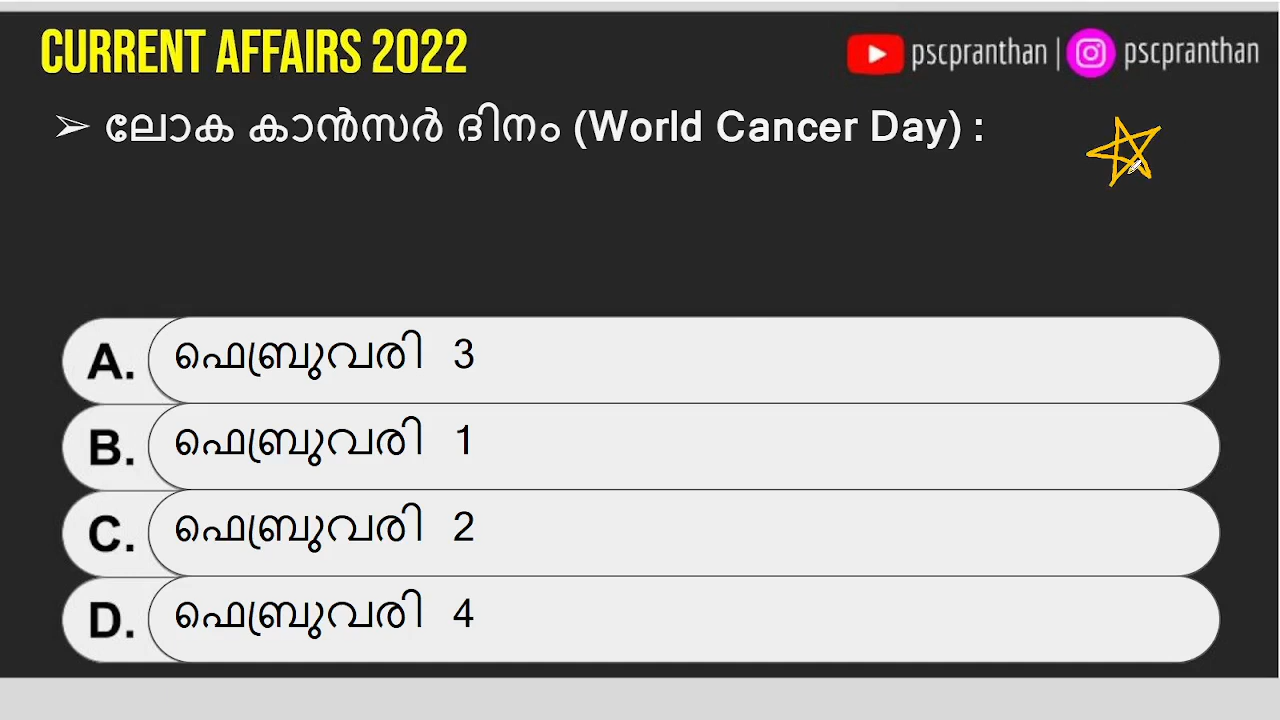 CURRENT AFFAIRS 2022
pscpranthan | pscpranthan
➢ ലോക കാൻസർ ദിനം (World Cancer Day) :
A. ഫെബ്രുവരി 3
B. ഫെബ്രുവരി 1
C. ഫെബ്രുവരി 2
D. ഫെബ്രുവരി 4